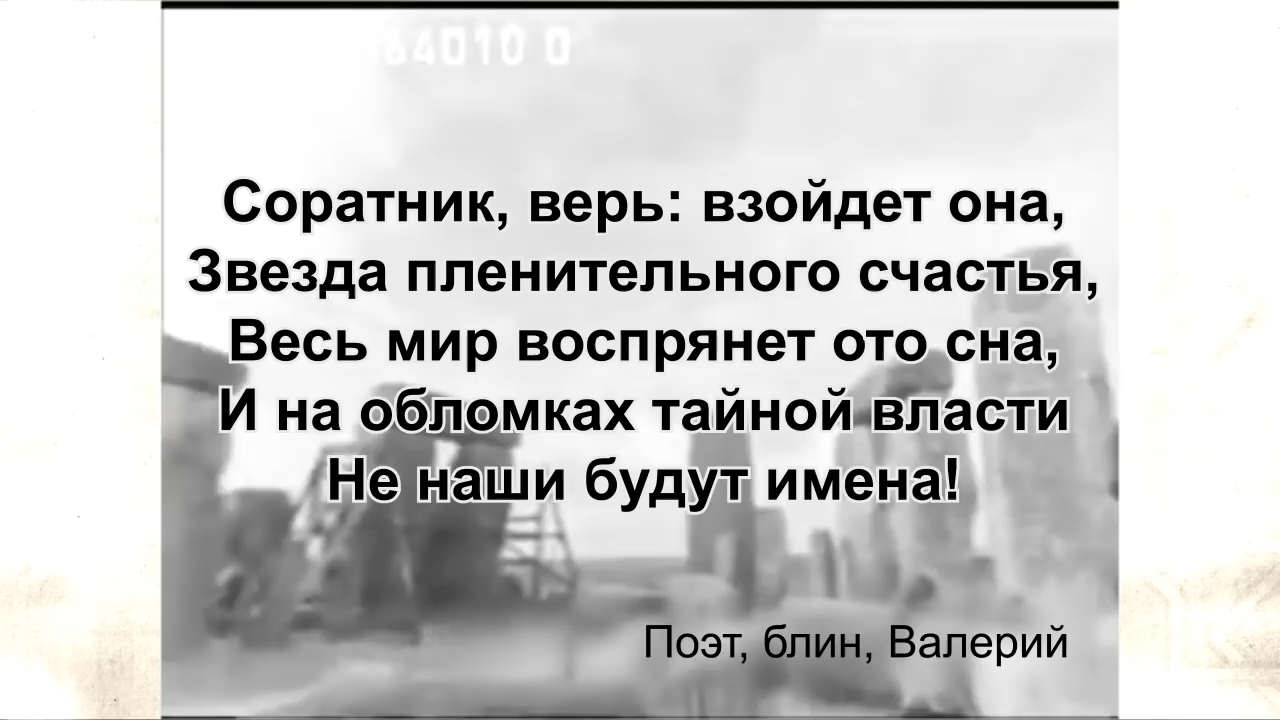 64010 0
Соратник, верь: взойдет она,
Звезда пленительного счастья,
Весь мир воспрянет ото сна,
И на обломках тайной власти
Не наши будут имена!
Поэт, блин, Валерий